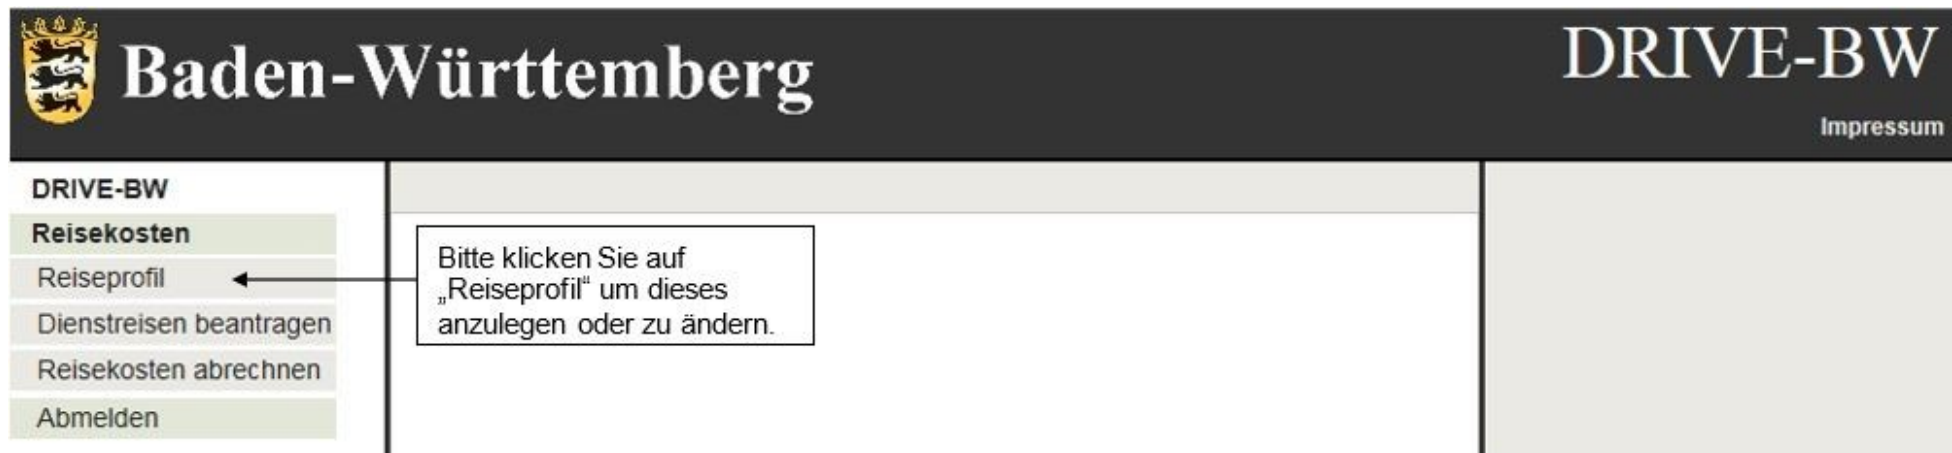 Baden-Württemberg
DRIVE-BW
Impressum
DRIVE-BW
Reisekosten
Reiseprofil
Dienstreisen beantragen
Reisekosten abrechnen
Abmelden
Bitte klicken Sie auf
„Reiseprofil“ um dieses
anzulegen oder zu ändern.